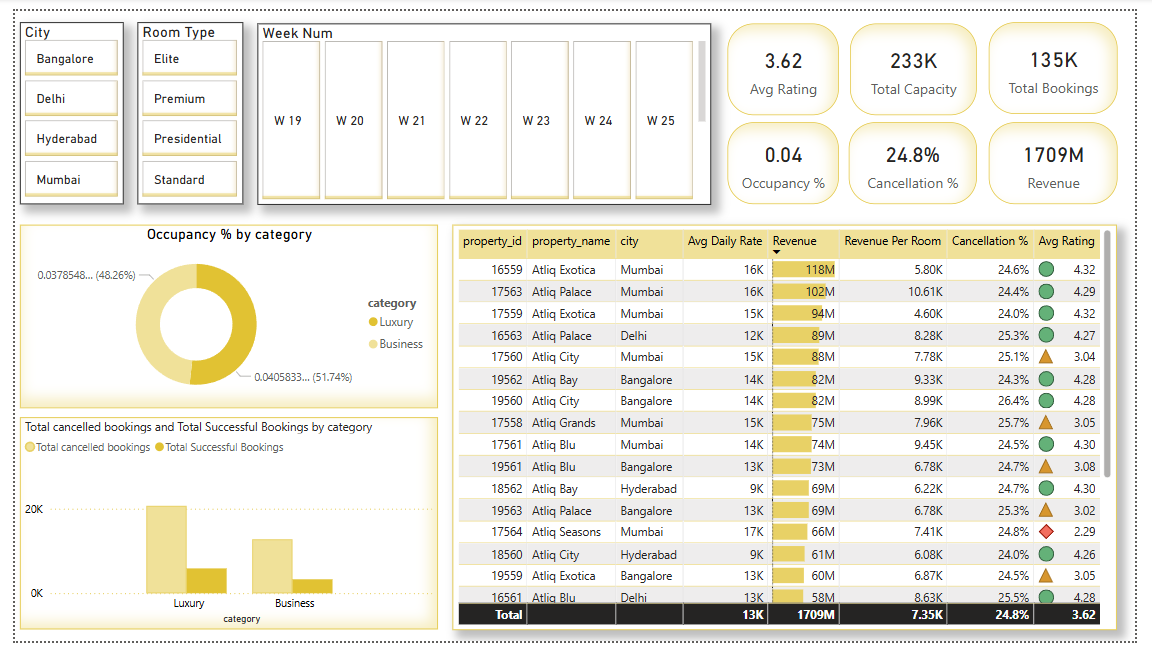 City
Bangalore
Delhi
Hyderabad
Mumbai
Room Type
Elite
Premium
Presidential
Standard
Week Num
W 19 W 20 W 21 W 22 W 23 W 24 W 25
3.62
Avg Rating
233K
Total Capacity
135K
Total Bookings
0.04
Occupancy %
24.8%
Cancellation %
1709M
Revenue
Occupancy % by category
0.0378548... (48.26%)
0.0405833... (51.74%)
category
Luxury
Business
Total cancelled bookings and Total Successful Bookings by category
Total cancelled bookings Total Successful Bookings
20K
0K
Luxury Business
category
property_id property_name city Avg Daily Rate Revenue Revenue Per Room Cancellation % Avg Rating
16559 Atliq Exotica Mumbai 16K 118M 5.80K 24.6% 4.32
17563 Atliq Palace Mumbai 16K 102M 10.61K 24.4% 4.29
17559 Atliq Exotica Mumbai 15K 94M 4.60K 24.0% 4.32
16563 Atliq Palace Delhi 12K 89M 8.28K 25.3% 4.27
17560 Atliq City Mumbai 15K 88M 7.78K 25.1% 3.04
19562 Atliq Bay Bangalore 14K 82M 9.33K 24.3% 4.28
19560 Atliq City Bangalore 14K 82M 8.99K 26.4% 4.28
17558 Atliq Grands Mumbai 15K 75M 7.96K 25.7% 3.05
17561 Atliq Blu Mumbai 14K 74M 9.45K 24.5% 4.30
19561 Atliq Blu Bangalore 13K 73M 6.78K 24.7% 3.08
18562 Atliq Bay Hyderabad 9K 69M 6.22K 24.7% 4.30
19563 Atliq Palace Bangalore 13K 69M 6.78K 25.3% 3.02
17564 Atliq Seasons Mumbai 17K 66M 7.41K 24.8% 2.29
18560 Atliq City Hyderabad 9K 61M 6.08K 24.0% 4.26
19559 Atliq Exotica Bangalore 13K 60M 6.87K 24.5% 3.05
16561 Atliq Blu Delhi 13K 58M 8.63K 25.5% 4.28
Total 13K 1709M 7.35K 24.8% 3.62